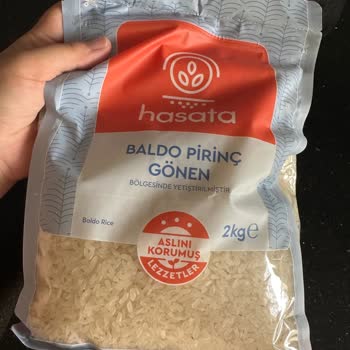 hasata
BALDO PİRİNÇ
GÖNEN
BÖLGESİNDE YETİŞTİRİLMİŞTİR
Baldo Rice
2kg℮
ASLINI
KORUMUŞ
LEZZETLER